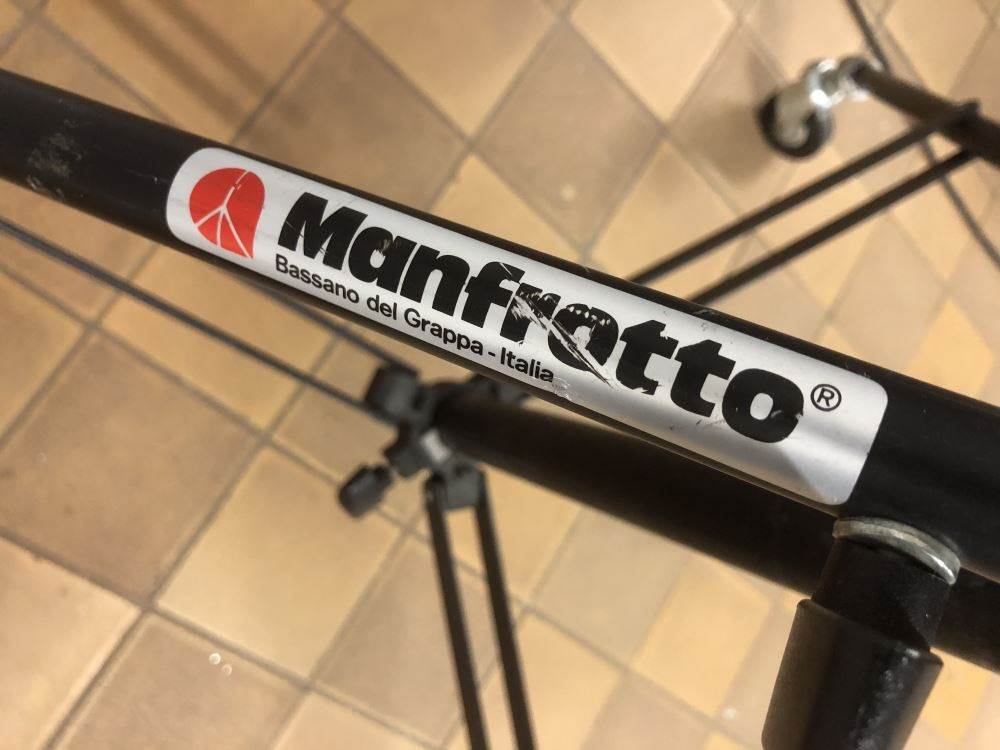 Manfrotto®
Bassano del Grappa - Italia